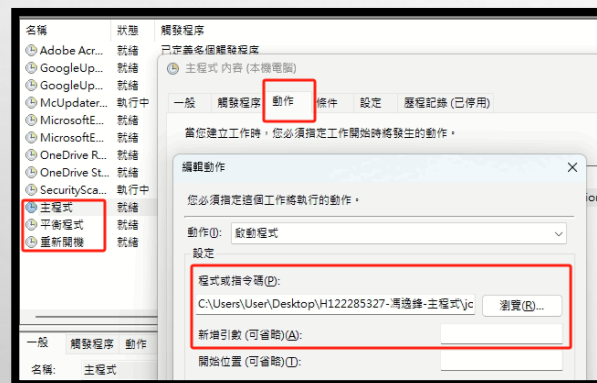 名稱 狀態 觸發程序
Adobe Acr... 就緒 已定義多個觸發程序
GoogleUp... 就緒
GoogleUp... 就緒
McUpdater... 執行中
MicrosoftE... 就緒
MicrosoftE... 就緒
OneDrive R... 就緒
OneDrive St... 就緒
SecuritySca... 執行中
主程式 就緒
平衡程式 就緒
重新開機 就緒
一般 觸發程序 動作
名稱: 主程式
主程式 內容 (本機電腦)
一般 觸發程序 動作 條件 設定 歷程記錄 (已停用)
當您建立工作時，您必須指定工作開始時將發生的動作。
編輯動作
您必須指定這個工作將執行的動作。
動作(I): 啟動程式
設定
程式或指令碼(P):
C:\Users\User\Desktop\H122285327-馮逸鋒-主程式\jc 瀏覽(R)...
新增引數 (可省略)(A):
開始位置 (可省略)(T):